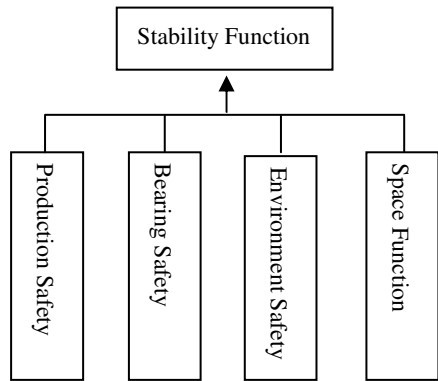 Stability Function
Production Safety
Bearing Safety
Environment Safety
Space Function